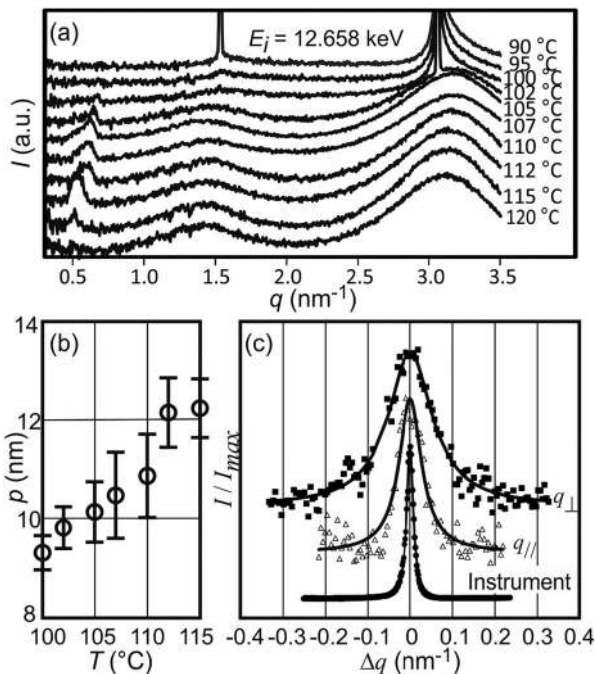 (a)
E_i = 12.658 keV
90 °C
95 °C
100 °C
102 °C
105 °C
107 °C
110 °C
112 °C
115 °C
120 °C
I (a.u.)
0.5 1.0 1.5 2.0 2.5 3.0 3.5
q (nm⁻¹)
(b)
14
12
10
8
p (nm)
100 105 110 115
T (°C)
(c)
I / I_max
q_⊥
q_//
Instrument
-0.4 -0.3 -0.2 -0.1 0 0.1 0.2 0.3 0.4
Δq (nm⁻¹)